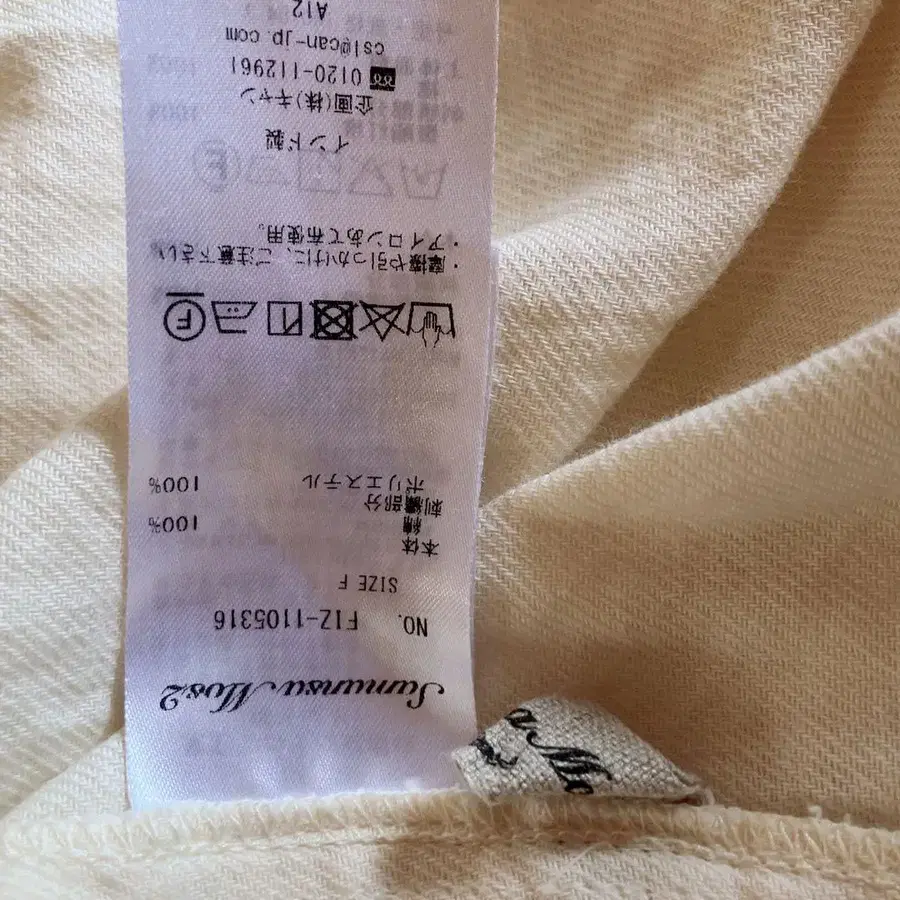 Samansa Mos2
NO. FIZ-1105316
SIZE F
本体
綿 100%
刺繍部分
ポリエステル 100%
・摩擦や引っかけに、ご注意下さい
・アイロンあて布使用。
インド製
企画(株)キャン
0120-112961
csl@can-jp.com
A12